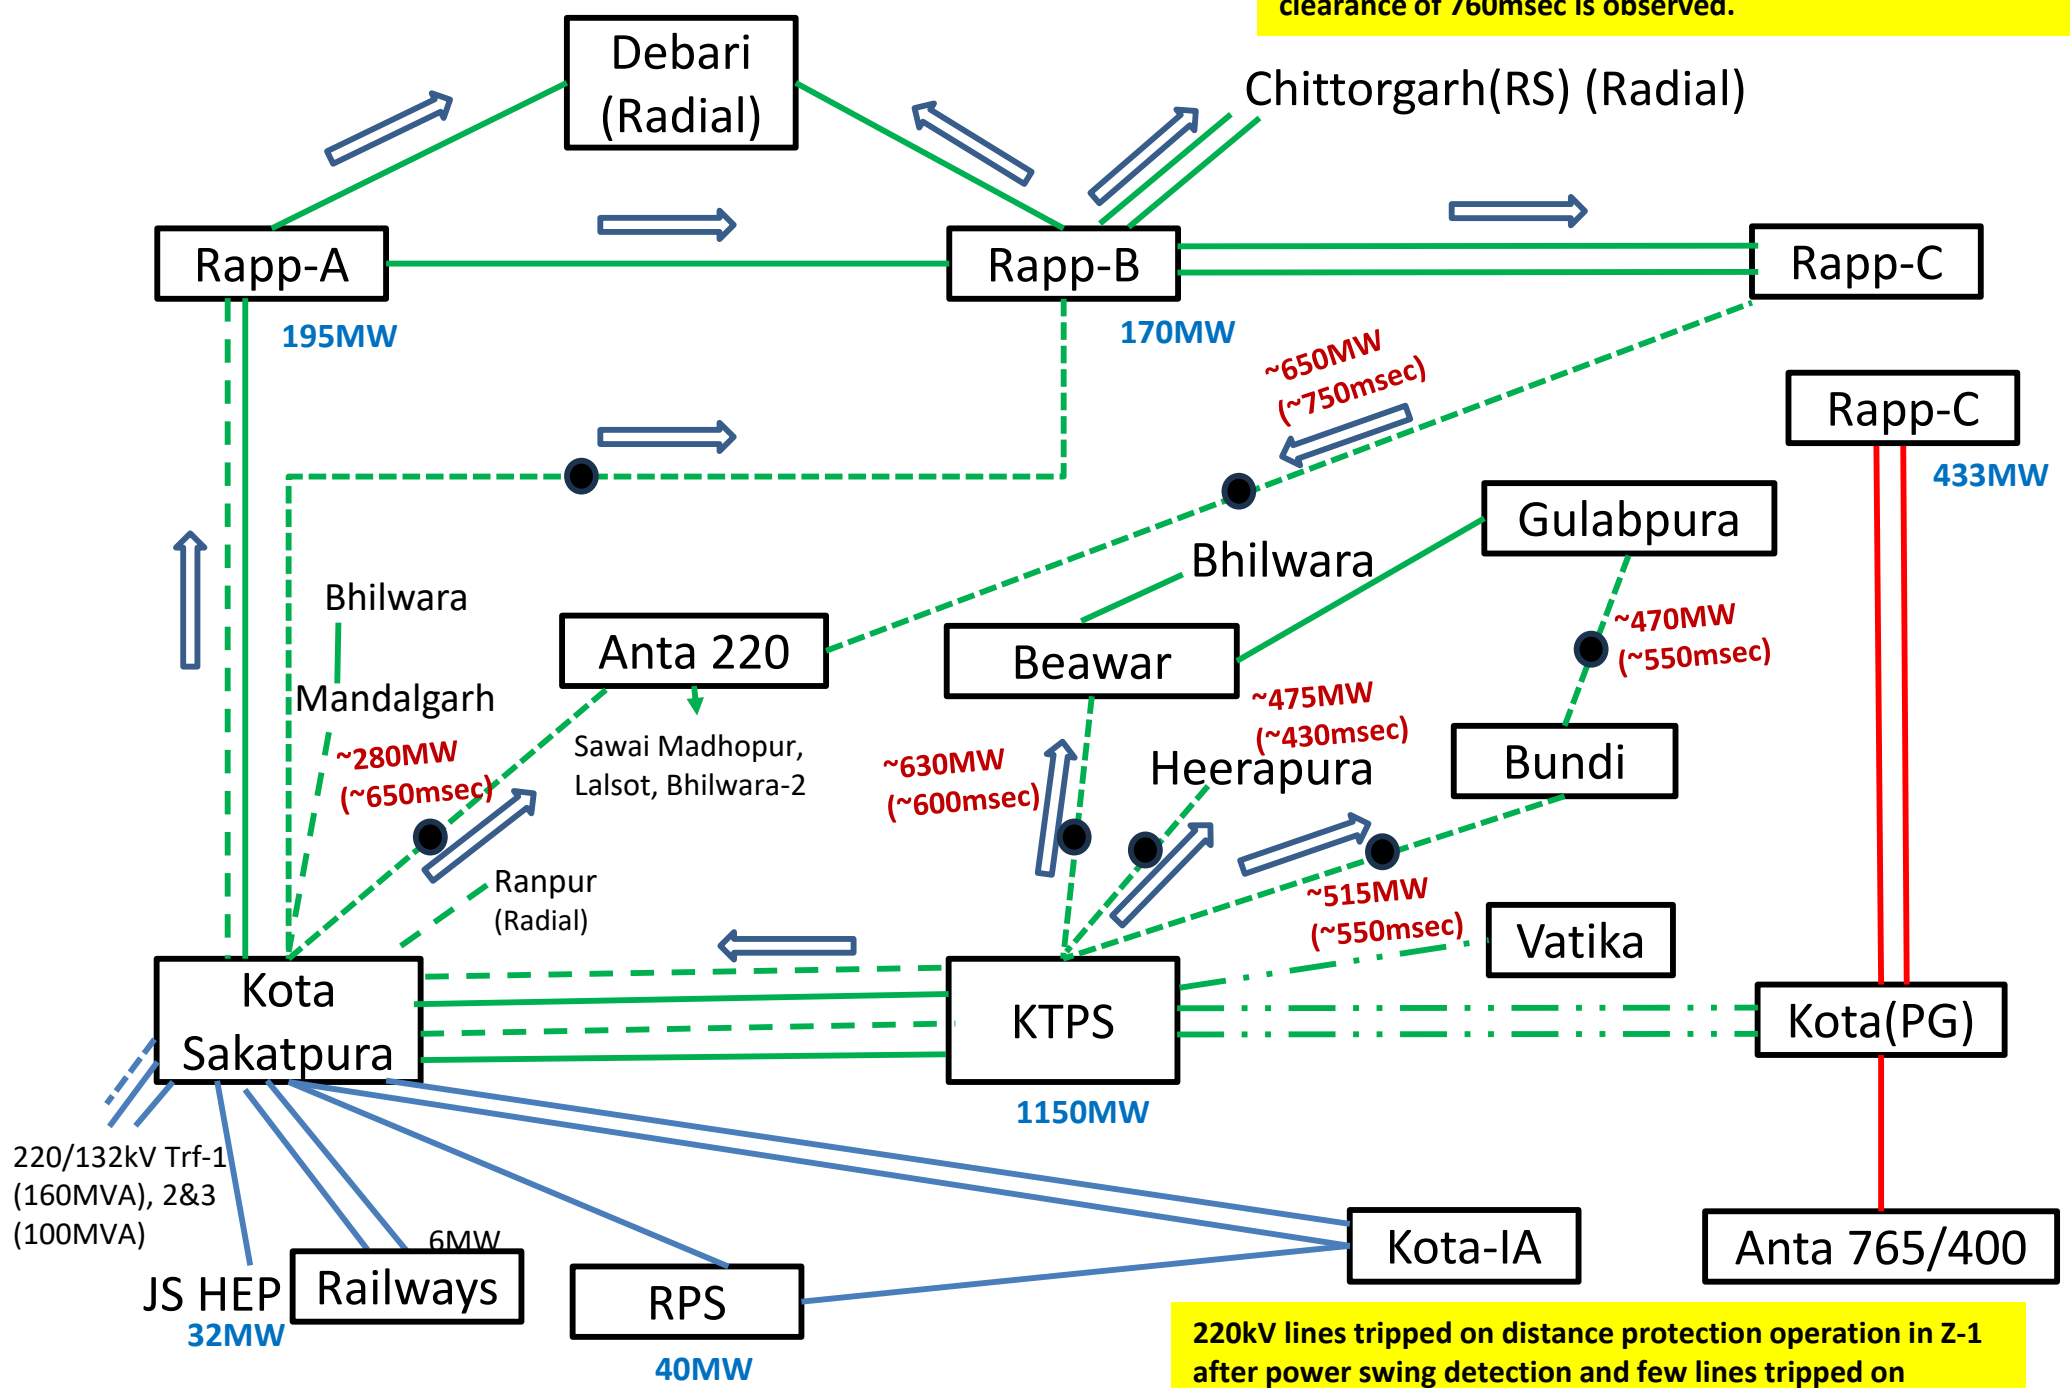 clearance of 760msec is observed.
Debari
(Radial)
Chittorgarh(RS) (Radial)
Rapp-A
195MW
Rapp-B
170MW
Rapp-C
~650MW
(~750msec)
Rapp-C
433MW
Gulabpura
Bhilwara
Bhilwara
Anta 220
Beawar
~470MW
(~550msec)
Mandalgarh
~280MW
(~650msec)
Sawai Madhopur,
Lalsot, Bhilwara-2
~630MW
(~600msec)
~475MW
(~430msec)
Heerapura
Bundi
Ranpur
(Radial)
~515MW
(~550msec)
Vatika
Kota
Sakatpura
KTPS
1150MW
Kota(PG)
220/132kV Trf-1
(160MVA), 2&3
(100MVA)
JS HEP
32MW
6MW
Railways
RPS
40MW
Kota-IA
Anta 765/400
220kV lines tripped on distance protection operation in Z-1
after power swing detection and few lines tripped on